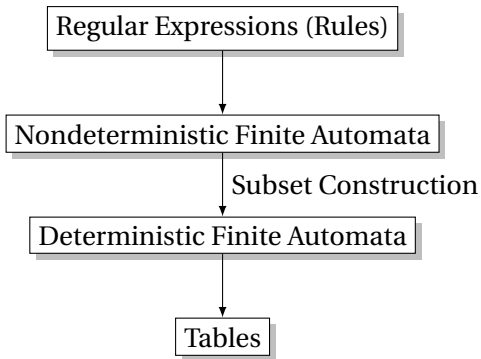 Regular Expressions (Rules)
Nondeterministic Finite Automata
Subset Construction
Deterministic Finite Automata
Tables